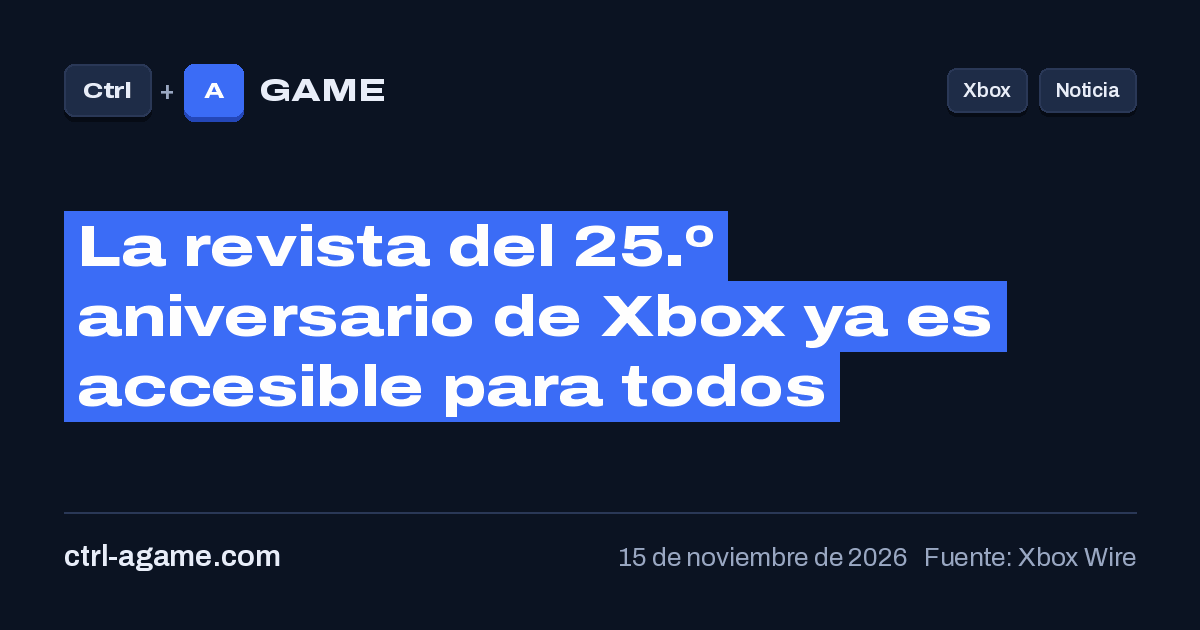 Ctrl + A GAME
Xbox Noticia
La revista del 25.º
aniversario de Xbox ya es
accesible para todos
ctrl-agame.com
15 de noviembre de 2026 Fuente: Xbox Wire